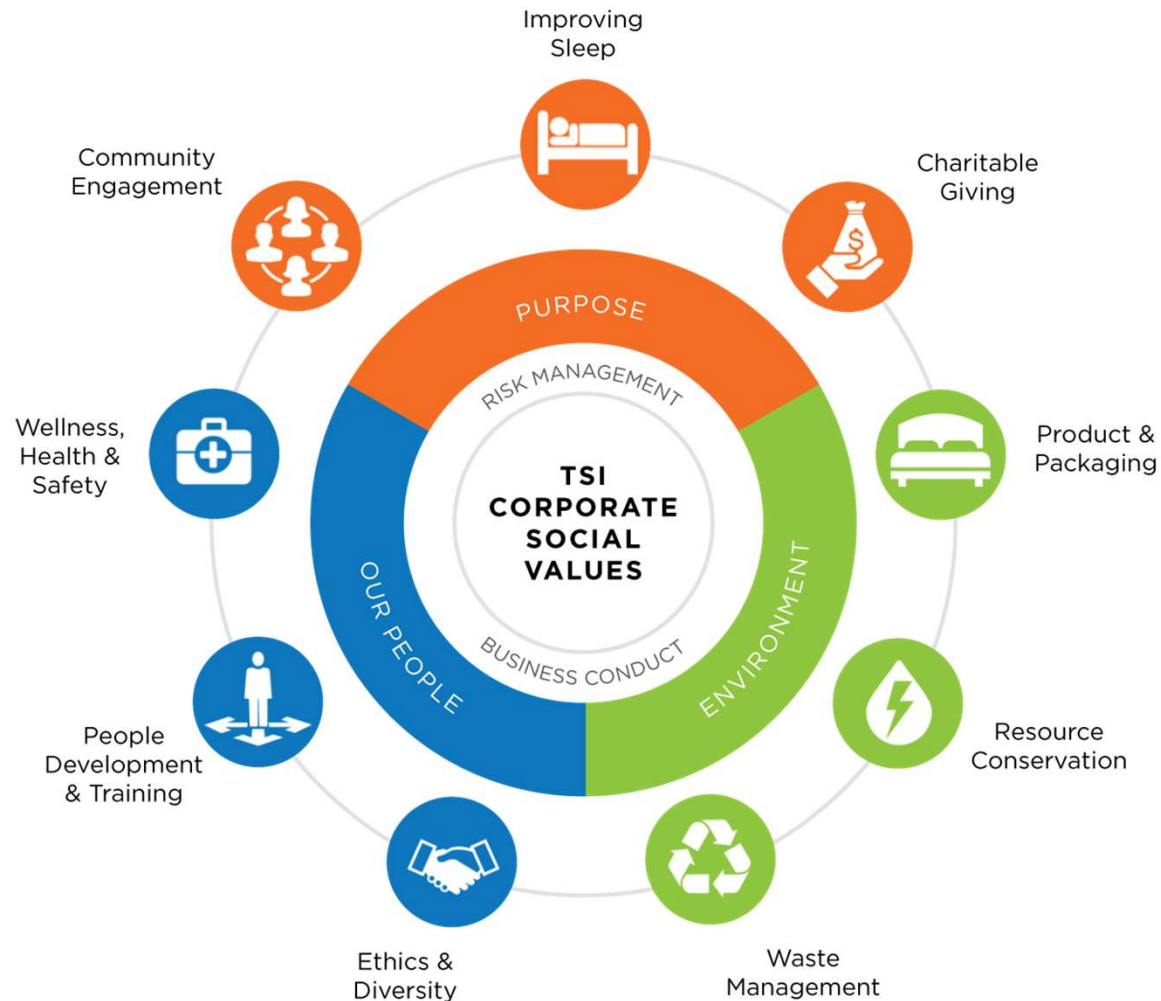 Improving
Sleep
Community
Engagement
Charitable
Giving
$
PURPOSE
RISK MANAGEMENT
Wellness,
Health &
Safety
Product &
Packaging
TSI
CORPORATE
SOCIAL
VALUES
OUR PEOPLE
ENVIRONMENT
BUSINESS CONDUCT
People
Development
& Training
Resource
Conservation
Ethics &
Diversity
Waste
Management